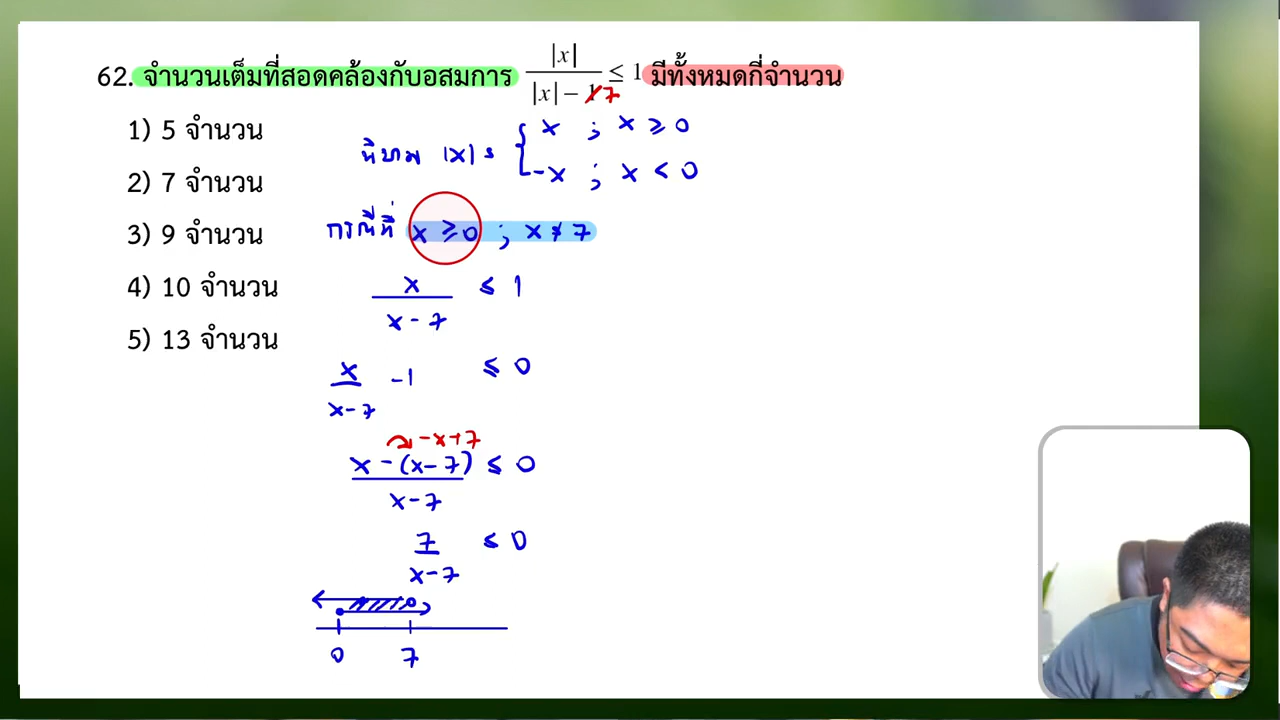 62. จำนวนเต็มที่สอดคล้องกับอสมการ |x| / (|x| − 1) ≤ 1 มีทั้งหมดกี่จำนวน
7
1) 5 จำนวน
2) 7 จำนวน
3) 9 จำนวน
4) 10 จำนวน
5) 13 จำนวน
นิยาม |x| = { x ; x ≥ 0
-x ; x < 0
กรณีที่ x ≥ 0 ; x ≠ 7
x / (x - 7) ≤ 1
x / (x - 7) - 1 ≤ 0
-x+7
(x - (x - 7)) / (x - 7) ≤ 0
7 / (x - 7) ≤ 0
0 7